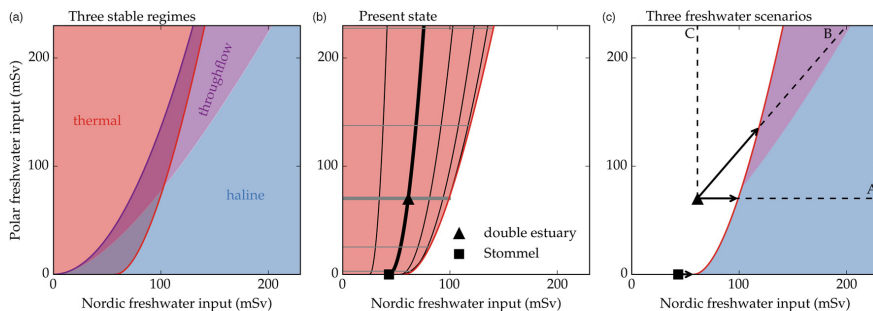 (a) Three stable regimes
(b) Present state
(c) Three freshwater scenarios
Polar freshwater input (mSv)
200
100
0
thermal
throughflow
haline
0 100 200
Nordic freshwater input (mSv)
200
100
0
double estuary
Stommel
0 100 200
Nordic freshwater input (mSv)
200
100
0
C
B
A
0 100 200
Nordic freshwater input (mSv)